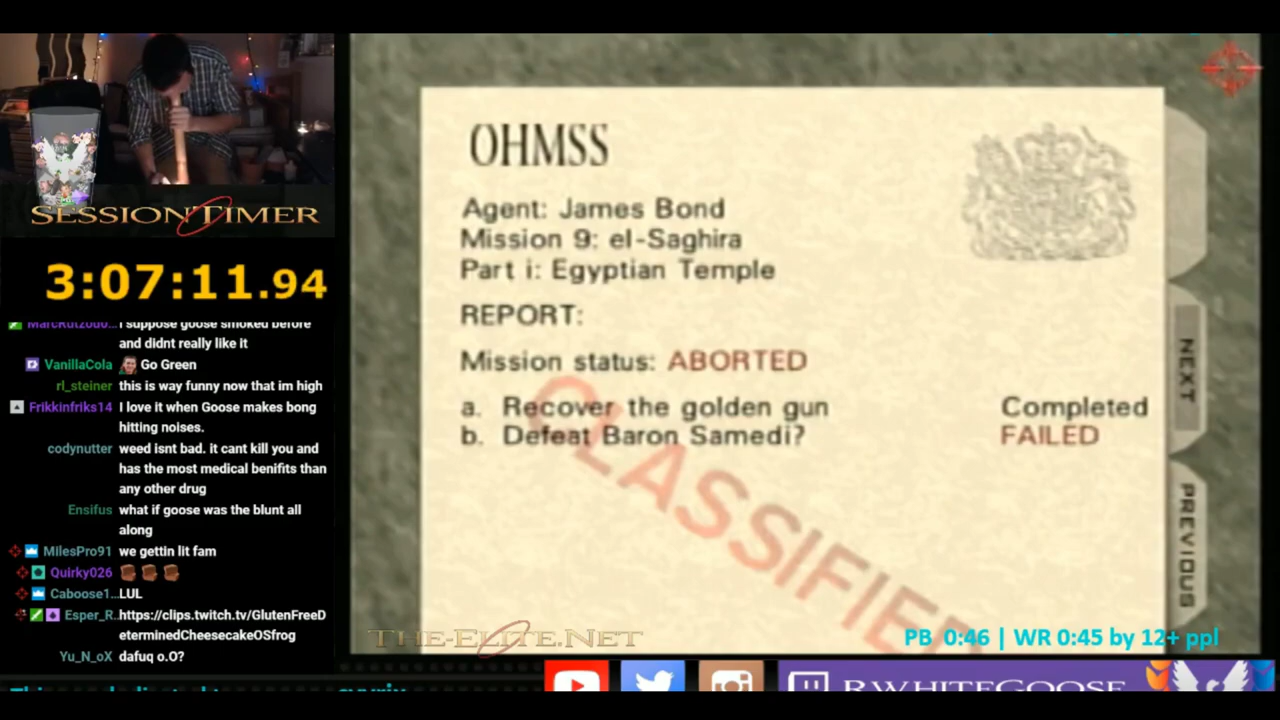 SESSIONTIMER
3:07:11.94
I suppose goose smoked before
and didnt really like it
VanillaCola Go Green
rl_steiner this is way funny now that im high
Frikkinfriks14 I love it when Goose makes bong
hitting noises.
codynutter weed isnt bad. it cant kill you and
has the most medical benifits than
any other drug
Ensifus what if goose was the blunt all
along
MilesPro91 we gettin lit fam
Quirky026
Caboose1... LUL
Esper_R... https://clips.twitch.tv/GlutenFreeD
eterminedCheesecakeOSfrog
Yu_N_oX dafuq o.O?
OHMSS
Agent: James Bond
Mission 9: el-Saghira
Part i: Egyptian Temple
REPORT:
Mission status: ABORTED
a. Recover the golden gun Completed
b. Defeat Baron Samedi? FAILED
CLASSIFIED
NEXT
PREVIOUS
THE-ELITE.NET
PB 0:46 | WR 0:45 by 12+ ppl
RWHITEGOOSE